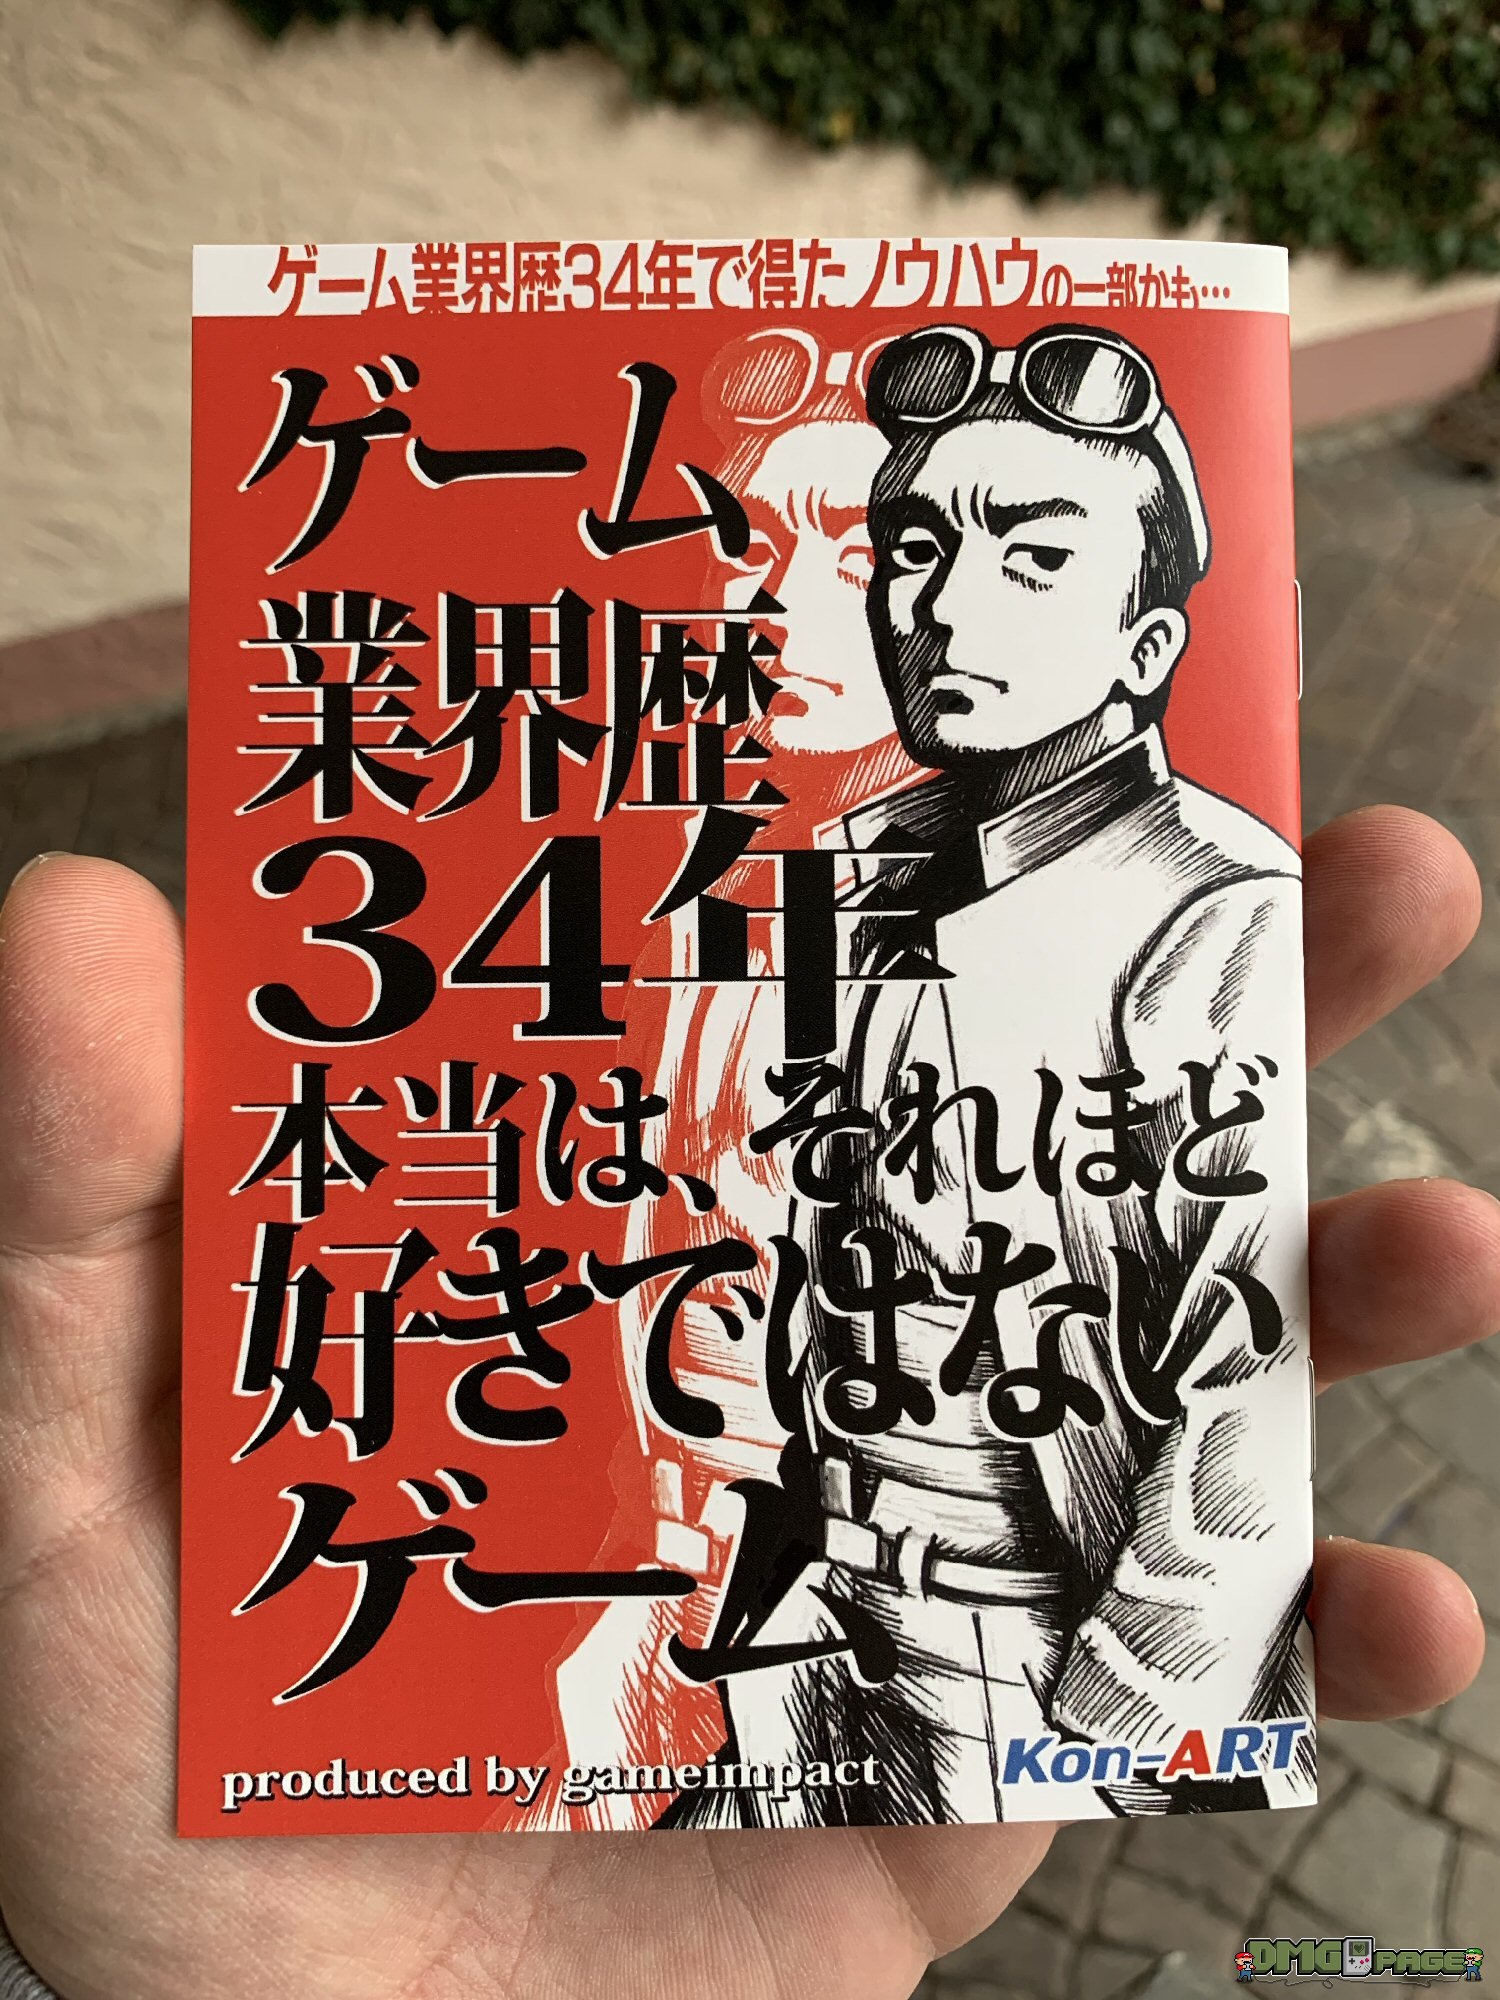 ゲーム業界歴34年で得たノウハウの一部かも…
ゲーム
業界歴
34年
本当は、それほど
好きではない
ゲーム
produced by gameimpact
Kon-ART
DMG PAGE